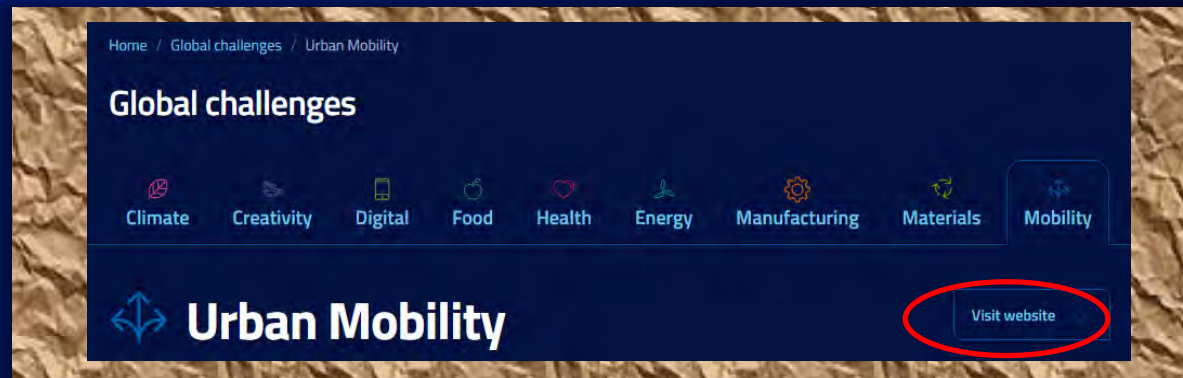 Home / Global challenges / Urban Mobility
Global challenges
Climate Creativity Digital Food Health Energy Manufacturing Materials Mobility
Urban Mobility
Visit website